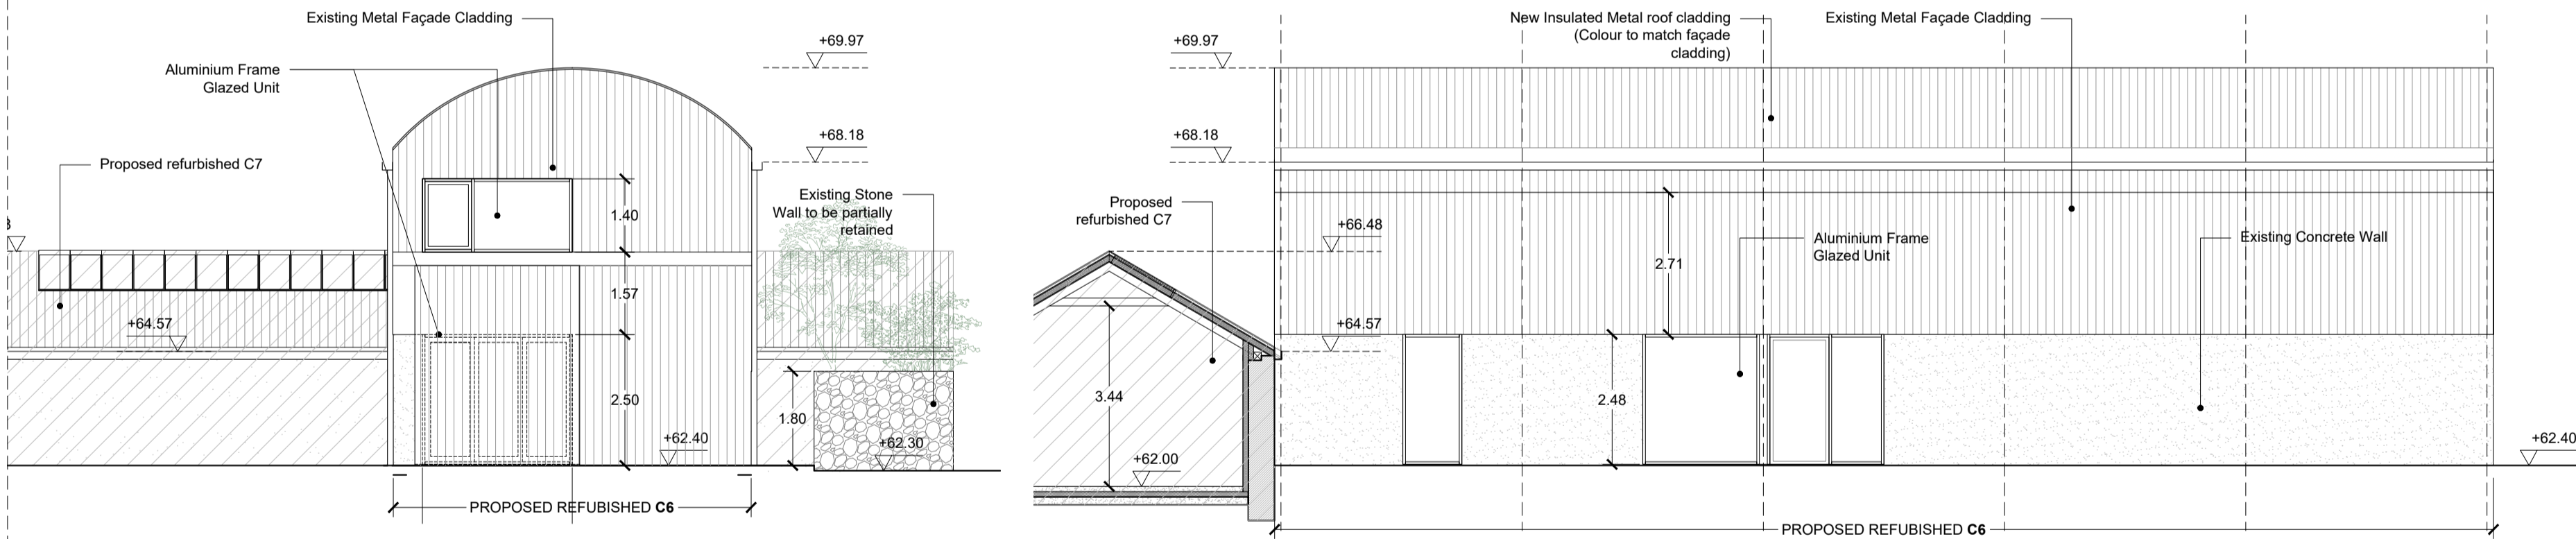 Existing Metal Façade Cladding
+69.97
Aluminium Frame
Glazed Unit
+68.18
Proposed refurbished C7
Existing Stone
Wall to be partially
retained
1.40
1.57
+64.57
2.50
1.80
+62.40
+62.30
PROPOSED REFUBISHED C6
New Insulated Metal roof cladding
(Colour to match façade
cladding)
Existing Metal Façade Cladding
+69.97
+68.18
Proposed
refurbished C7
+66.48
Aluminium Frame
Glazed Unit
Existing Concrete Wall
2.71
+64.57
3.44
2.48
+62.00
+62.40
PROPOSED REFUBISHED C6